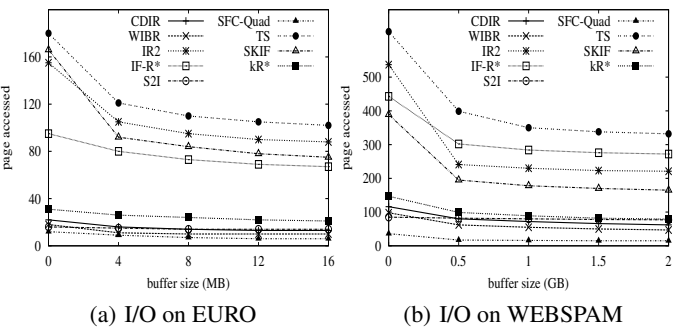 CDIR
WIBR
IR2
IF-R*
S2I
SFC-Quad
TS
SKIF
kR*
page accessed
160
120
80
40
0
0 4 8 12 16
buffer size (MB)
(a) I/O on EURO
CDIR
WIBR
IR2
IF-R*
S2I
SFC-Quad
TS
SKIF
kR*
page accessed
500
400
300
200
100
0
0 0.5 1 1.5 2
buffer size (GB)
(b) I/O on WEBSPAM